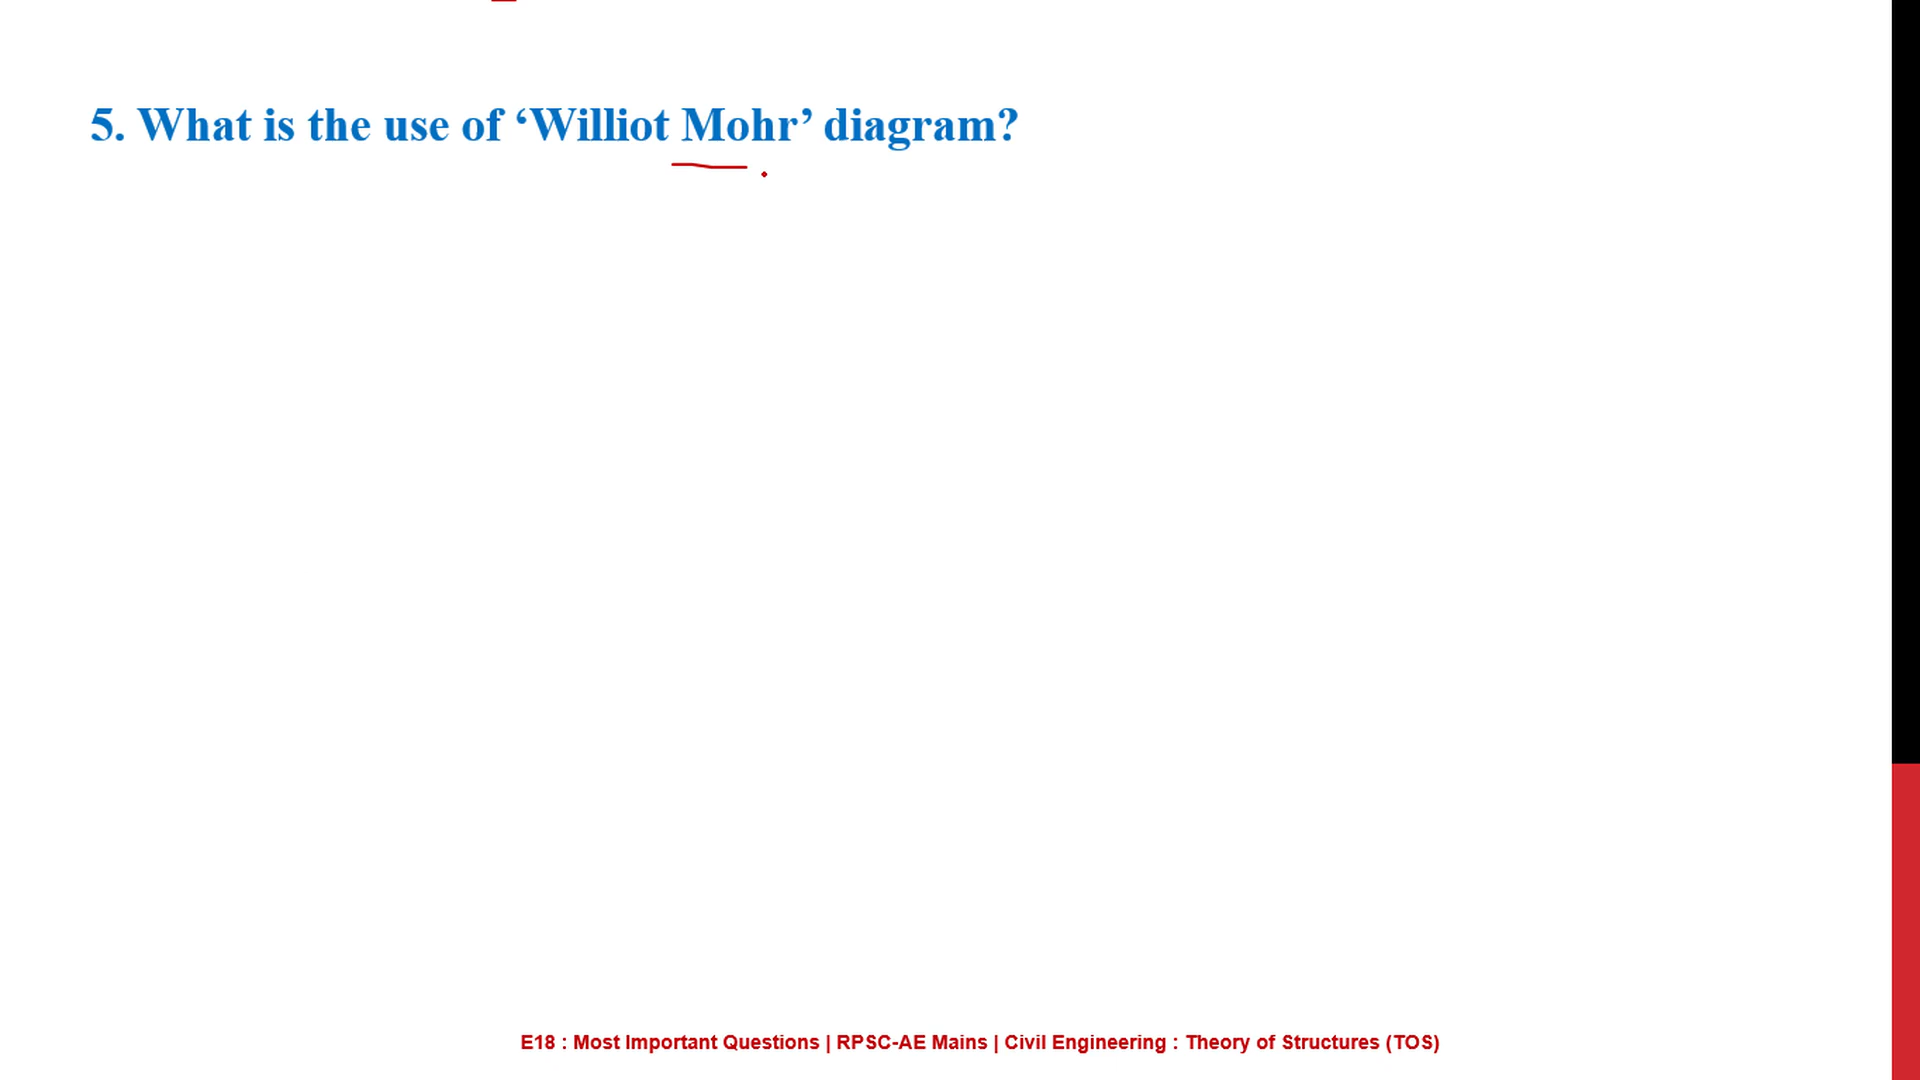 5. What is the use of ‘Williot Mohr’ diagram?
E18 : Most Important Questions | RPSC-AE Mains | Civil Engineering : Theory of Structures (TOS)